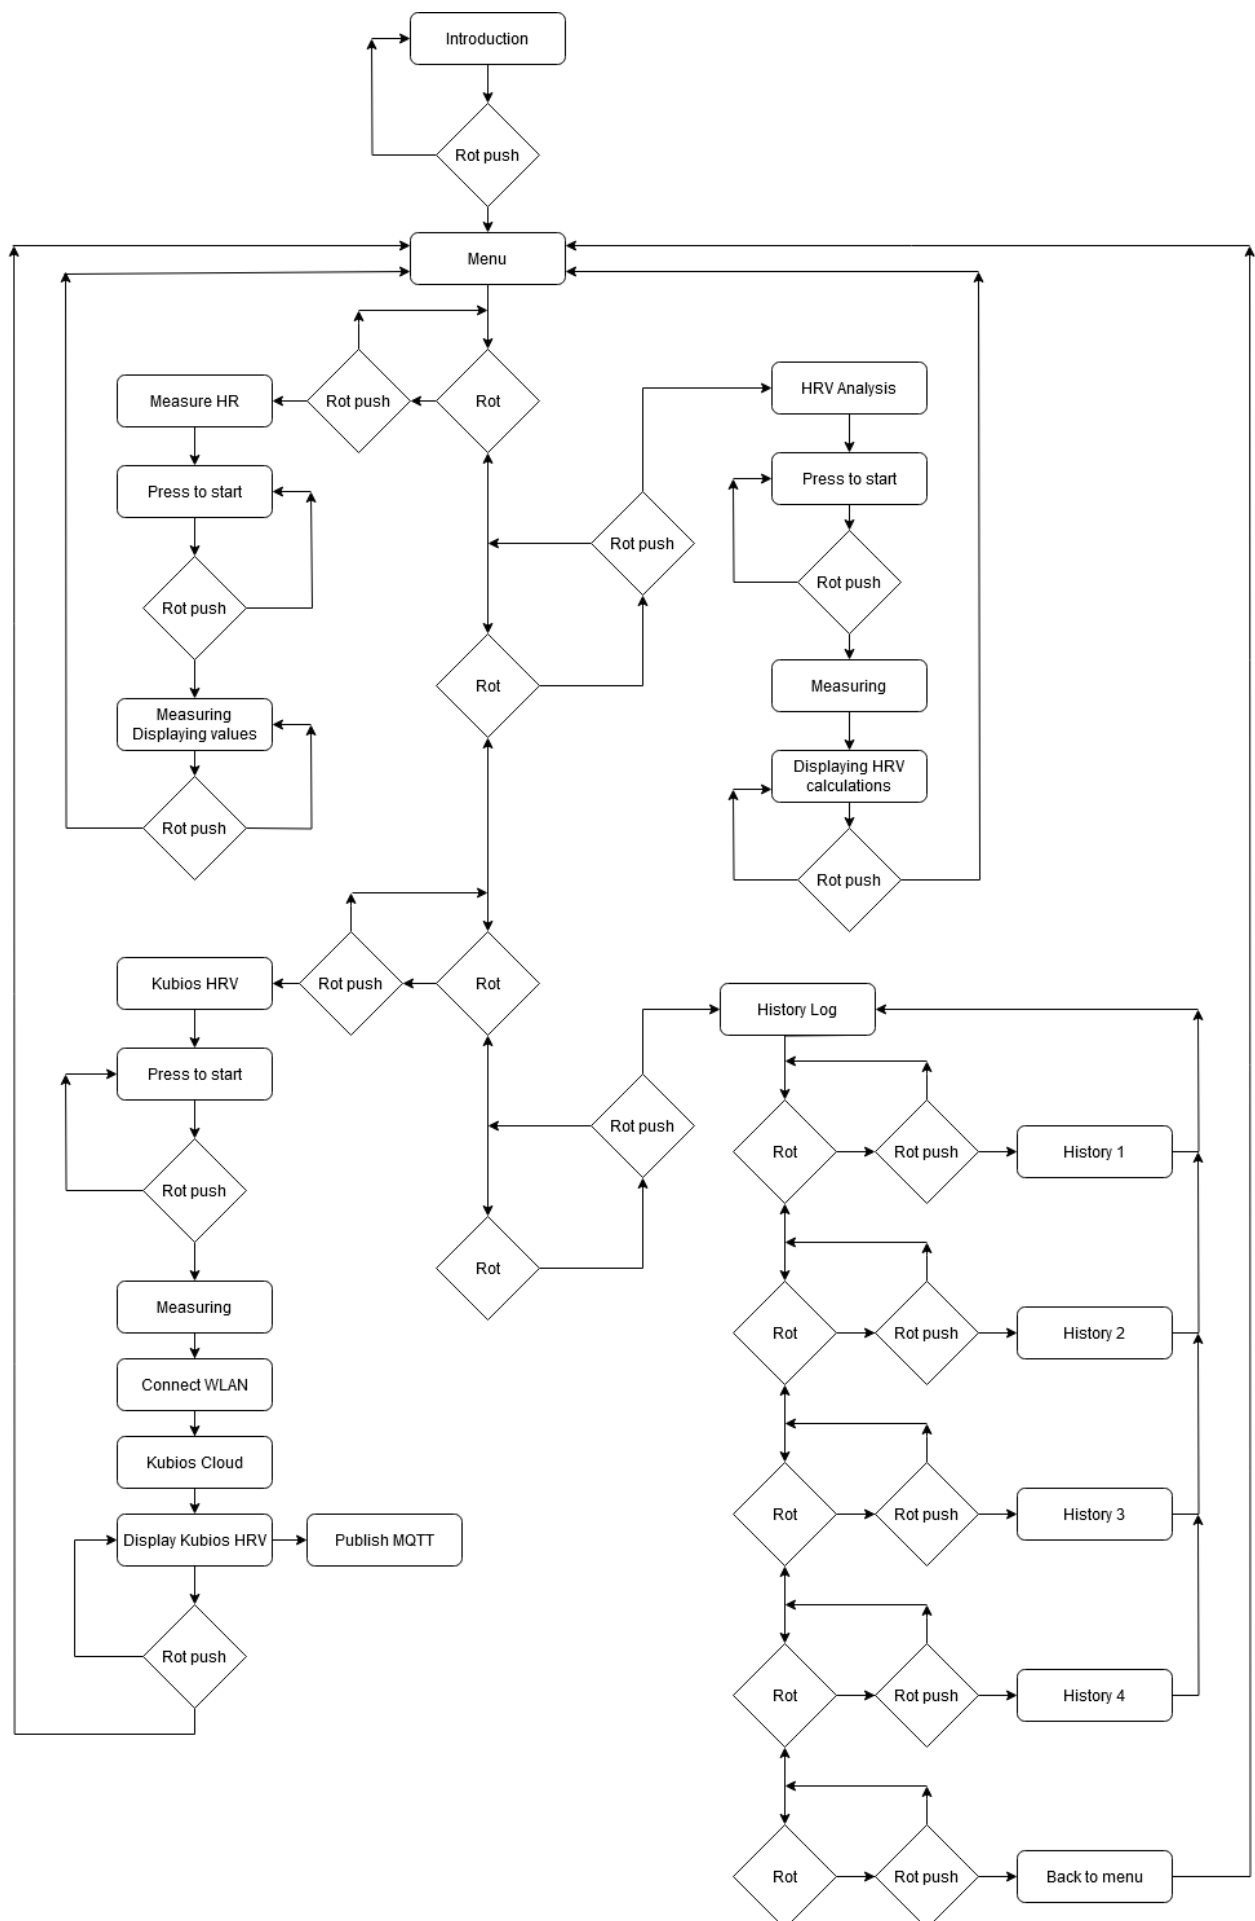 Introduction
Rot push
Menu
Measure HR
Rot push
Rot
HRV Analysis
Press to start
Press to start
Rot push
Rot push
Rot push
Rot
Measuring
Displaying values
Measuring
Displaying HRV
calculations
Rot push
Rot push
Kubios HRV
Rot push
Rot
History Log
Press to start
Rot push
Rot
Rot push
History 1
Rot push
Rot
Measuring
Rot
Rot push
History 2
Connect WLAN
Kubios Cloud
Rot
Rot push
History 3
Display Kubios HRV
Publish MQTT
Rot push
Rot
Rot push
History 4
Rot
Rot push
Back to menu